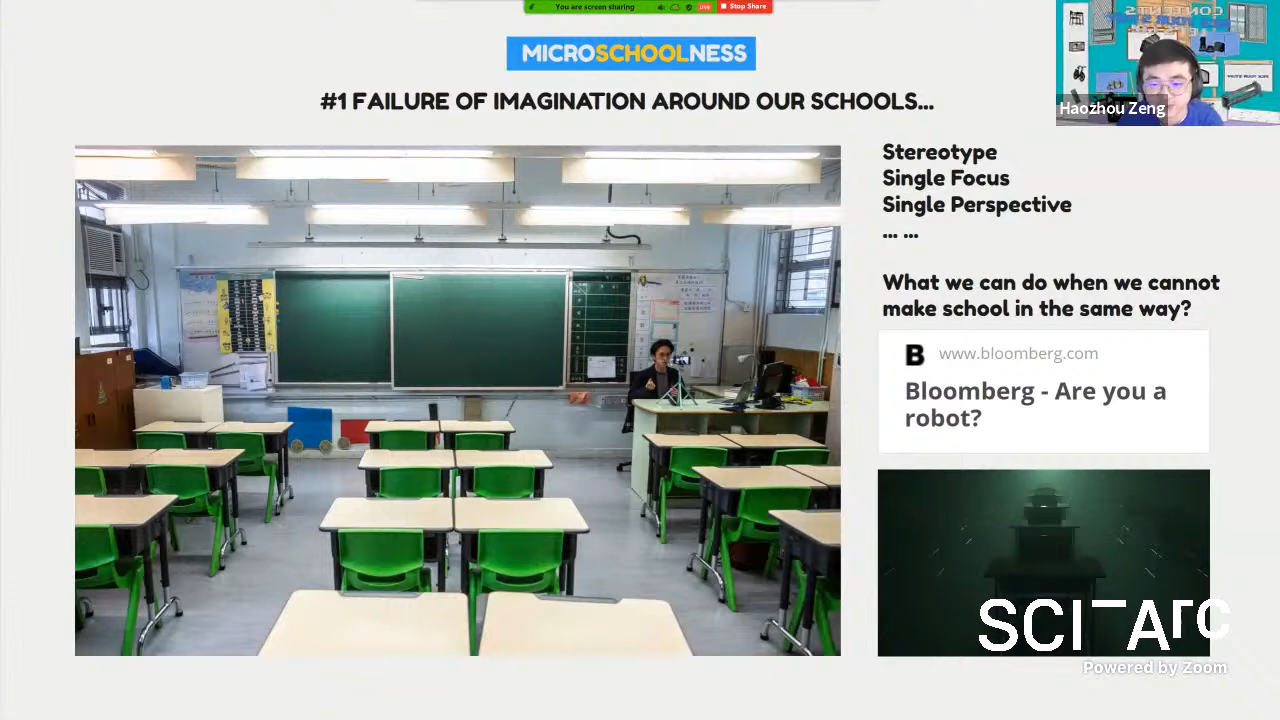 You are screen sharing
LIVE
Stop Share
MICROSCHOOLNESS
#1 FAILURE OF IMAGINATION AROUND OUR SCHOOLS...
Haozhou Zeng
Stereotype
Single Focus
Single Perspective
... ...
What we can do when we cannot
make school in the same way?
B www.bloomberg.com
Bloomberg - Are you a
robot?
SCI-Arc
Powered by Zoom